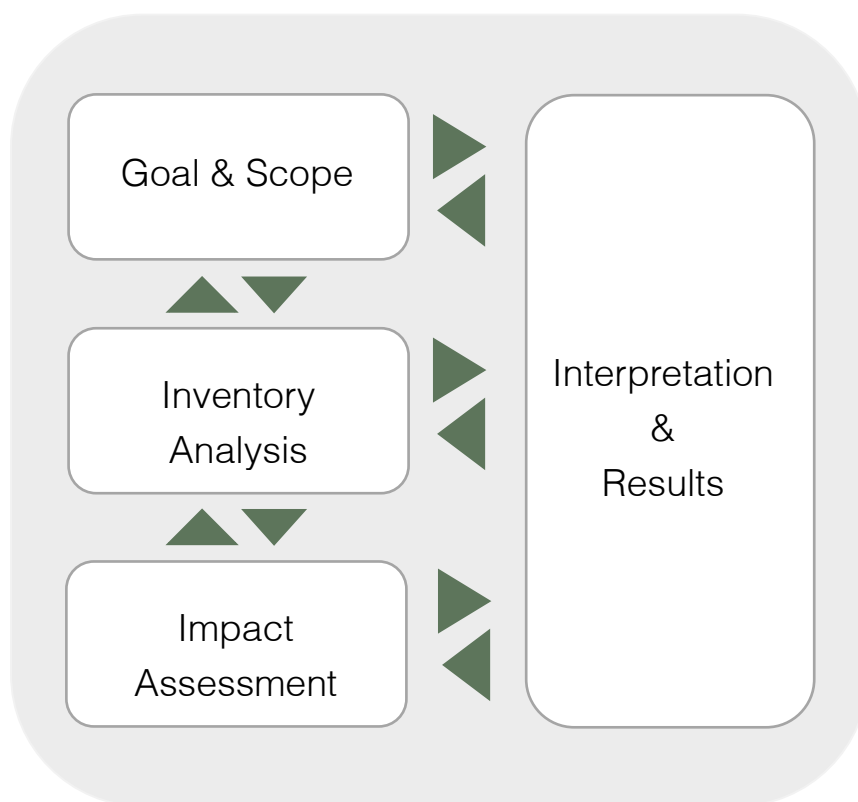 Goal & Scope
Inventory
Analysis
Impact
Assessment
Interpretation
&
Results